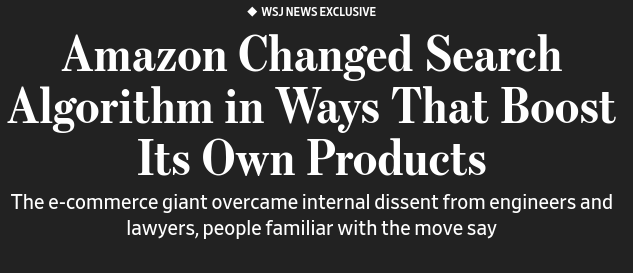 ◆ WSJ NEWS EXCLUSIVE
Amazon Changed Search
Algorithm in Ways That Boost
Its Own Products
The e-commerce giant overcame internal dissent from engineers and
lawyers, people familiar with the move say